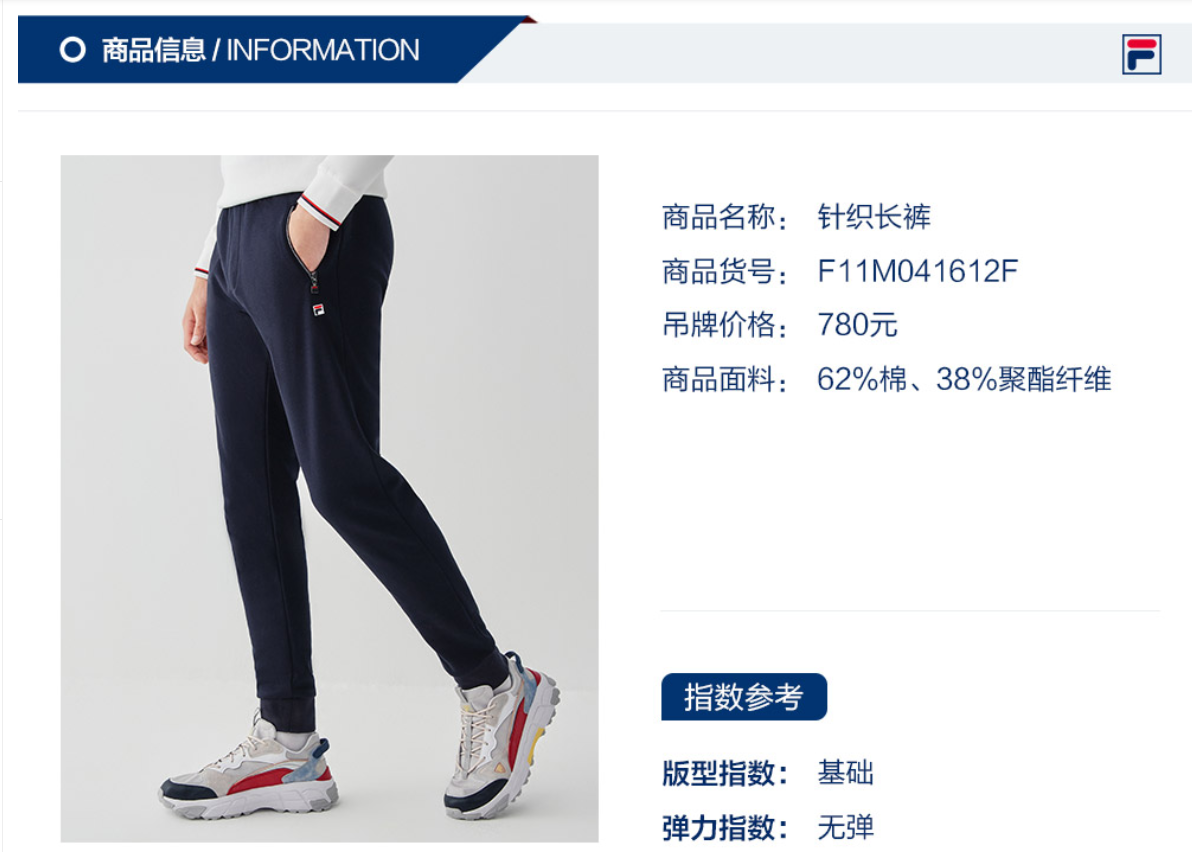 商品信息 / INFORMATION
商品名称： 针织长裤
商品货号： F11M041612F
吊牌价格： 780元
商品面料： 62%棉、38%聚酯纤维
指数参考
版型指数： 基础
弹力指数： 无弹